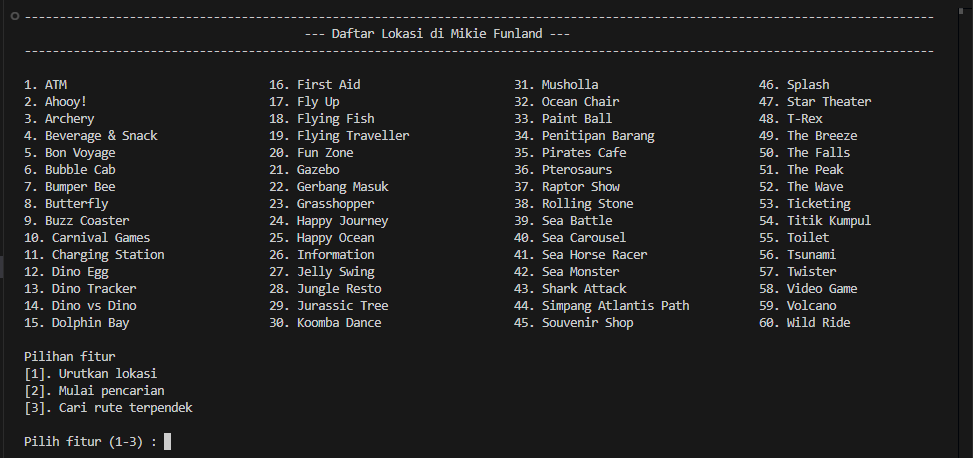 --------------------------------------------------------------------------------------------------------------------------------
--- Daftar Lokasi di Mikie Funland ---
--------------------------------------------------------------------------------------------------------------------------------
1. ATM 16. First Aid 31. Musholla 46. Splash
2. Ahooy! 17. Fly Up 32. Ocean Chair 47. Star Theater
3. Archery 18. Flying Fish 33. Paint Ball 48. T-Rex
4. Beverage & Snack 19. Flying Traveller 34. Penitipan Barang 49. The Breeze
5. Bon Voyage 20. Fun Zone 35. Pirates Cafe 50. The Falls
6. Bubble Cab 21. Gazebo 36. Pterosaurs 51. The Peak
7. Bumper Bee 22. Gerbang Masuk 37. Raptor Show 52. The Wave
8. Butterfly 23. Grasshopper 38. Rolling Stone 53. Ticketing
9. Buzz Coaster 24. Happy Journey 39. Sea Battle 54. Titik Kumpul
10. Carnival Games 25. Happy Ocean 40. Sea Carousel 55. Toilet
11. Charging Station 26. Information 41. Sea Horse Racer 56. Tsunami
12. Dino Egg 27. Jelly Swing 42. Sea Monster 57. Twister
13. Dino Tracker 28. Jungle Resto 43. Shark Attack 58. Video Game
14. Dino vs Dino 29. Jurassic Tree 44. Simpang Atlantis Path 59. Volcano
15. Dolphin Bay 30. Koomba Dance 45. Souvenir Shop 60. Wild Ride
Pilihan fitur
[1]. Urutkan lokasi
[2]. Mulai pencarian
[3]. Cari rute terpendek
Pilih fitur (1-3) :